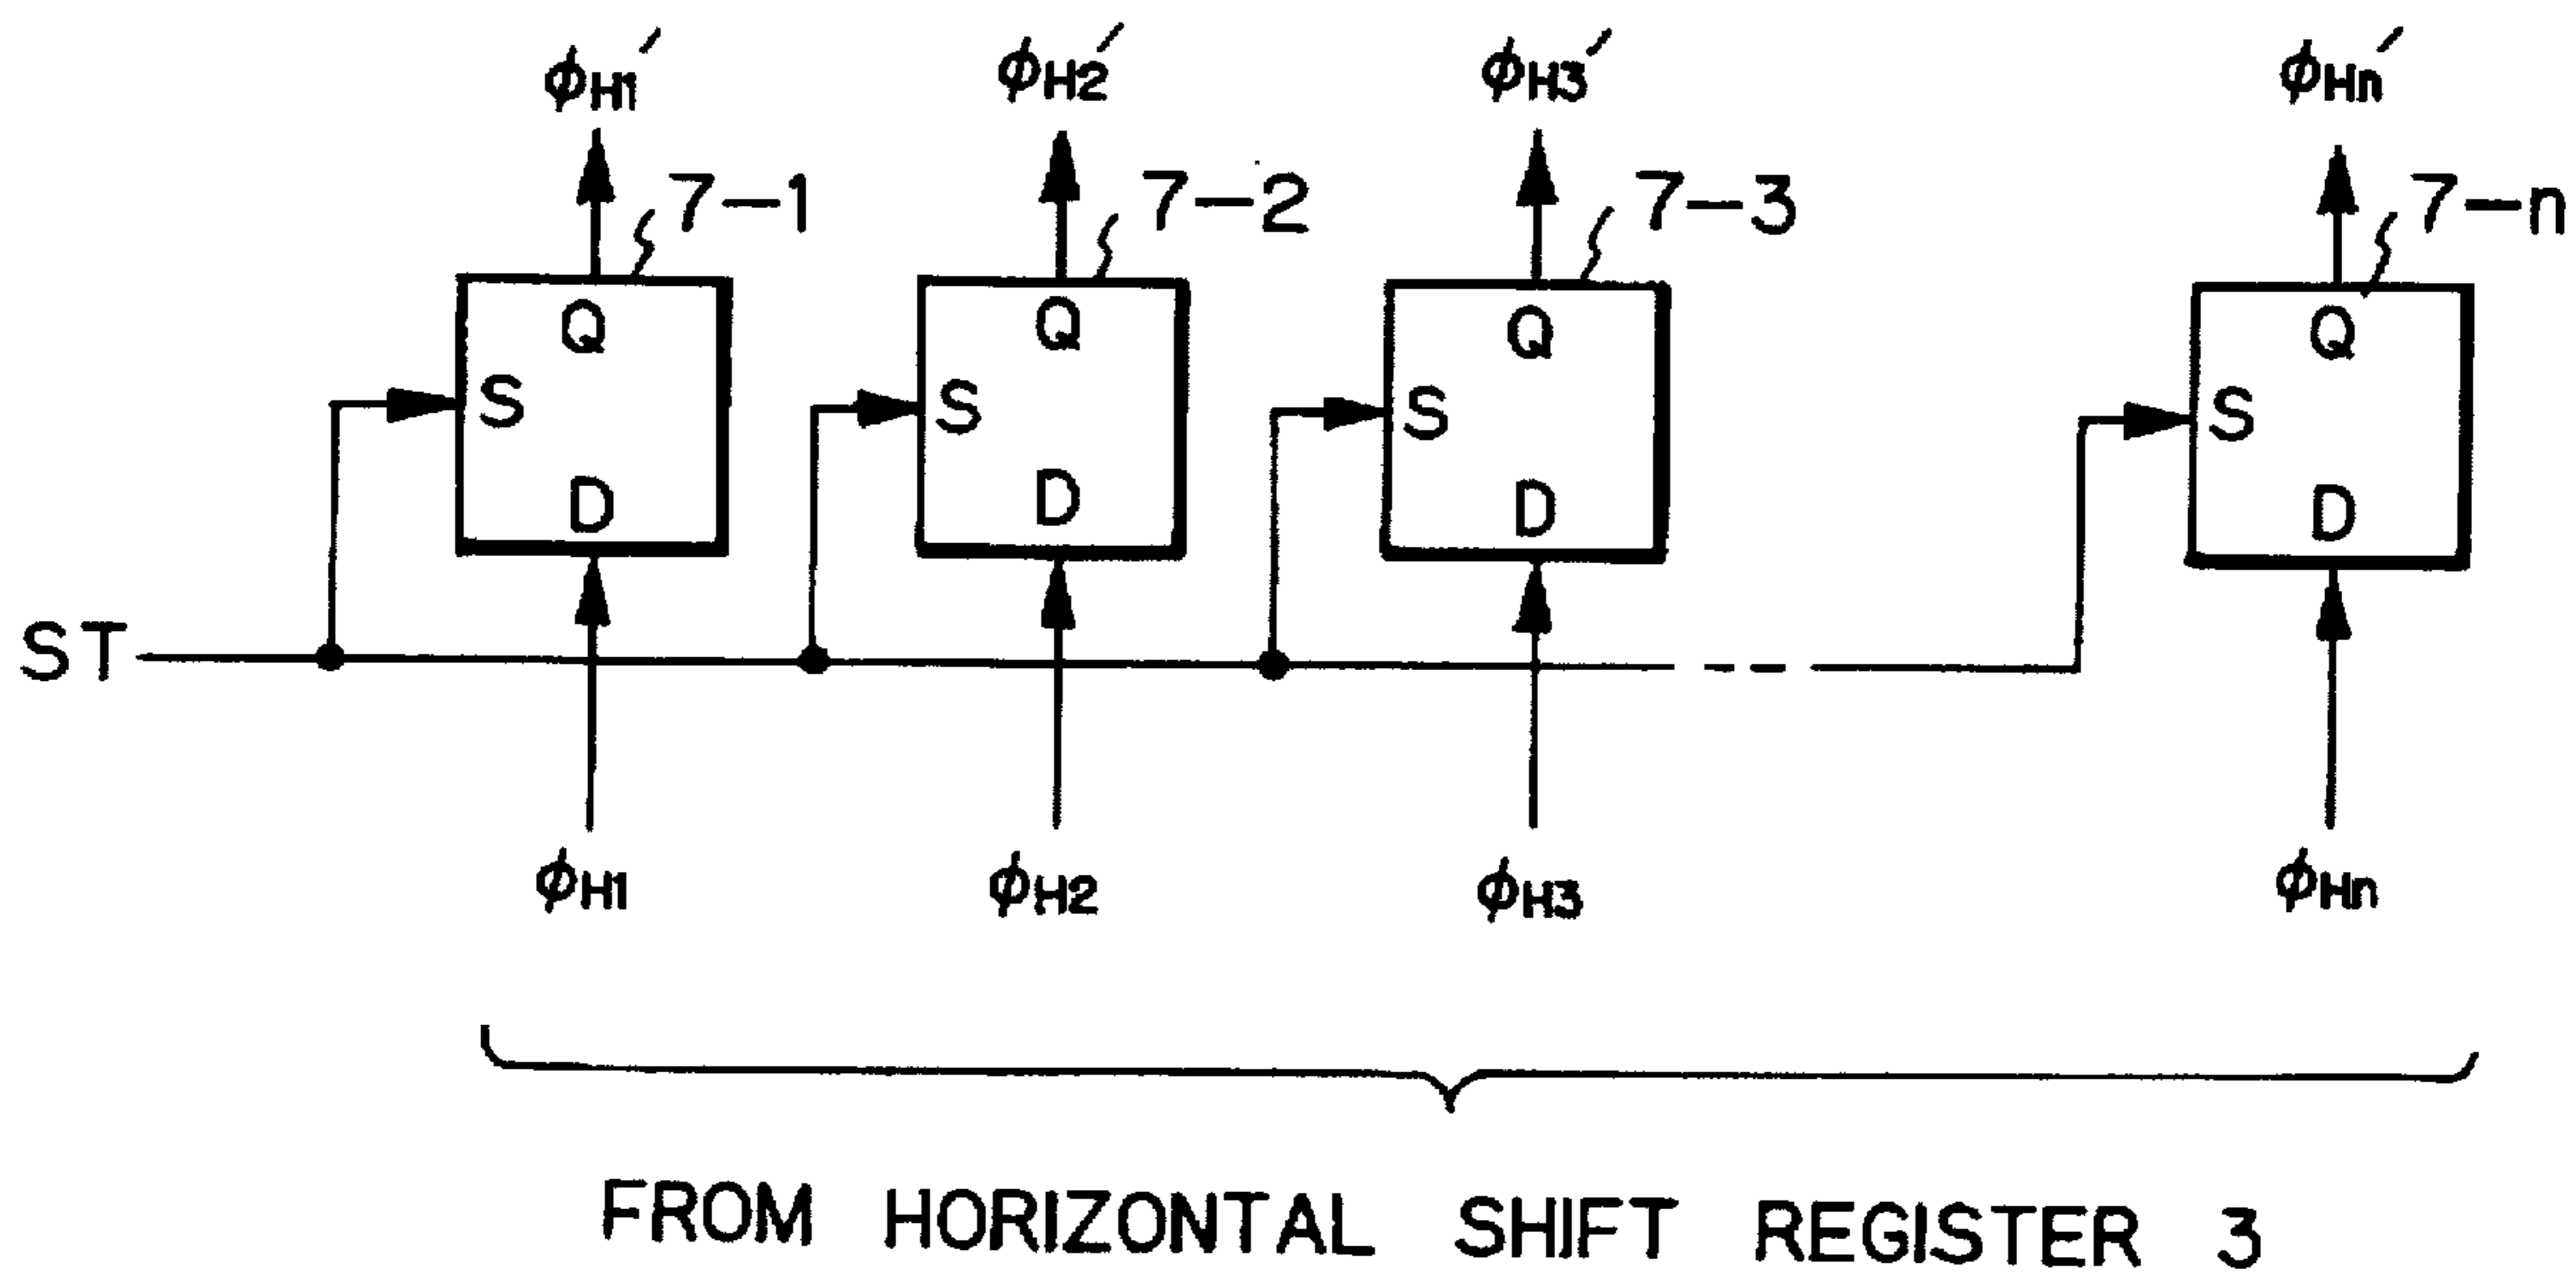 ϕH1′ ϕH2′ ϕH3′ ϕHn′
7-1 7-2 7-3 7-n
Q Q Q Q
S S S S
D D D D
ST
ϕH1 ϕH2 ϕH3 ϕHn
FROM HORIZONTAL SHIFT REGISTER 3